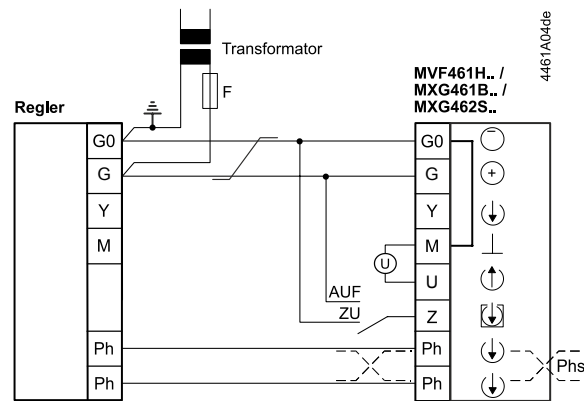 Transformator
4461A04de
F
MVF461H.. /
MXG461B.. /
MXG462S..
Regler
G0
G
Y
M
Ph
Ph
U
AUF
ZU
G0
G
Y
M
U
Z
Ph
Ph
Phs